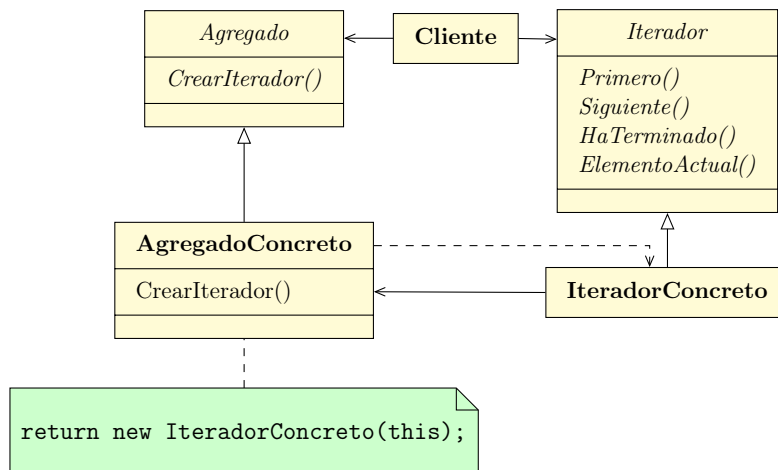 Agregado
CrearIterador()
Cliente
Iterador
Primero()
Siguiente()
HaTerminado()
ElementoActual()
AgregadoConcreto
CrearIterador()
IteradorConcreto
return new IteradorConcreto(this);